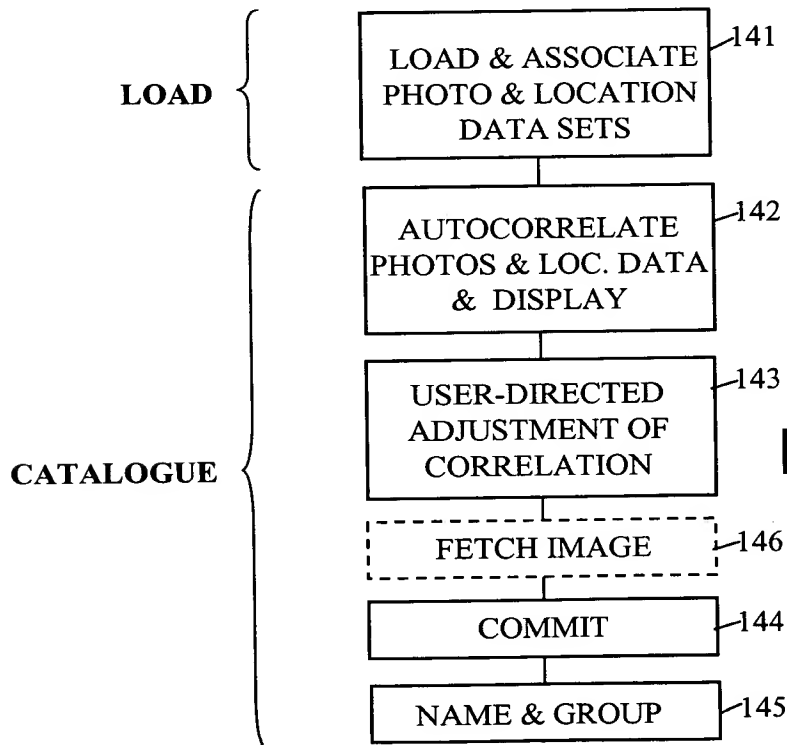 141
LOAD & ASSOCIATE
PHOTO & LOCATION
DATA SETS
LOAD
142
AUTOCORRELATE
PHOTOS & LOC. DATA
& DISPLAY
143
USER-DIRECTED
ADJUSTMENT OF
CORRELATION
CATALOGUE
FETCH IMAGE
146
COMMIT
144
NAME & GROUP
145